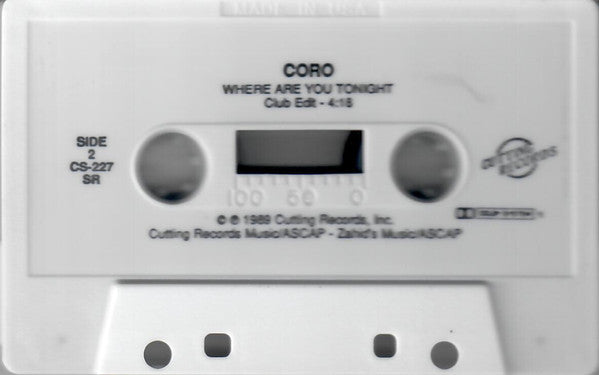 MADE IN U.S.A.
CORO
WHERE ARE YOU TONIGHT
Club Edit - 4:18
SIDE
2
CS-227
SR
CUTTING
RECORDS
100 50 0
© ℗ 1989 Cutting Records, Inc.
Cutting Records Music/ASCAP - Zahid's Music/ASCAP